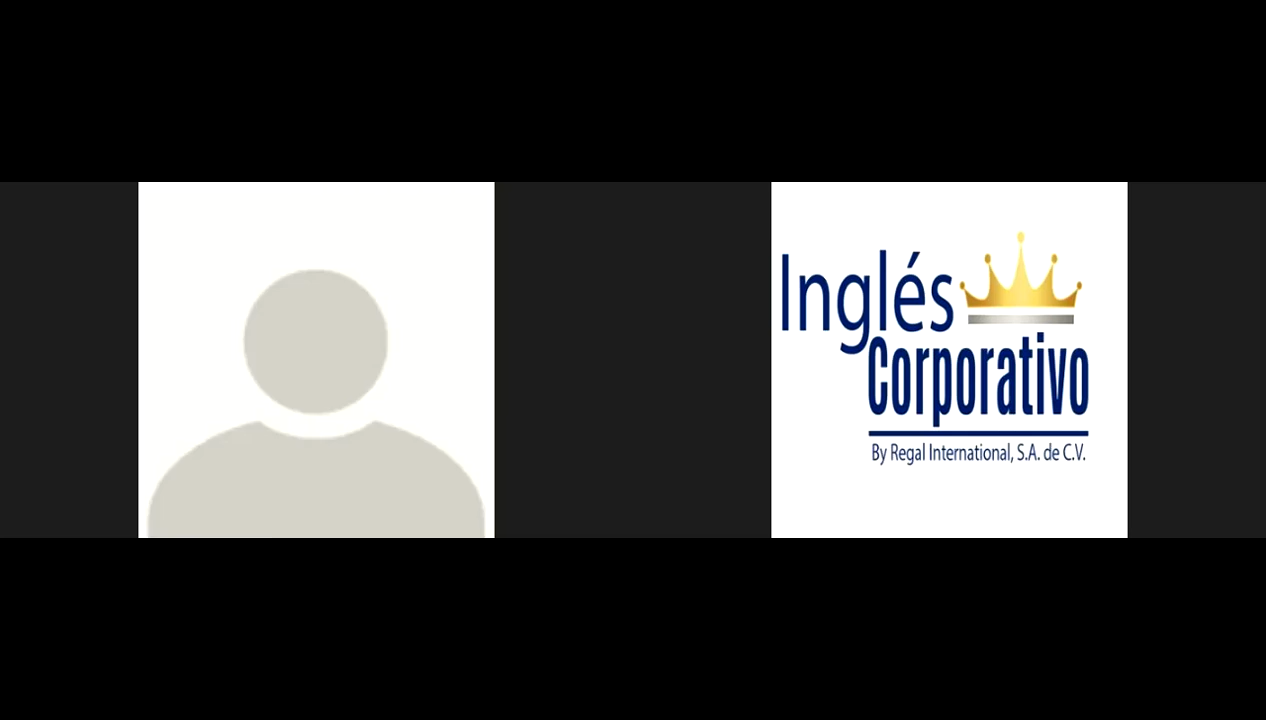 Inglés
Corporativo
By Regal International, S.A. de C.V.